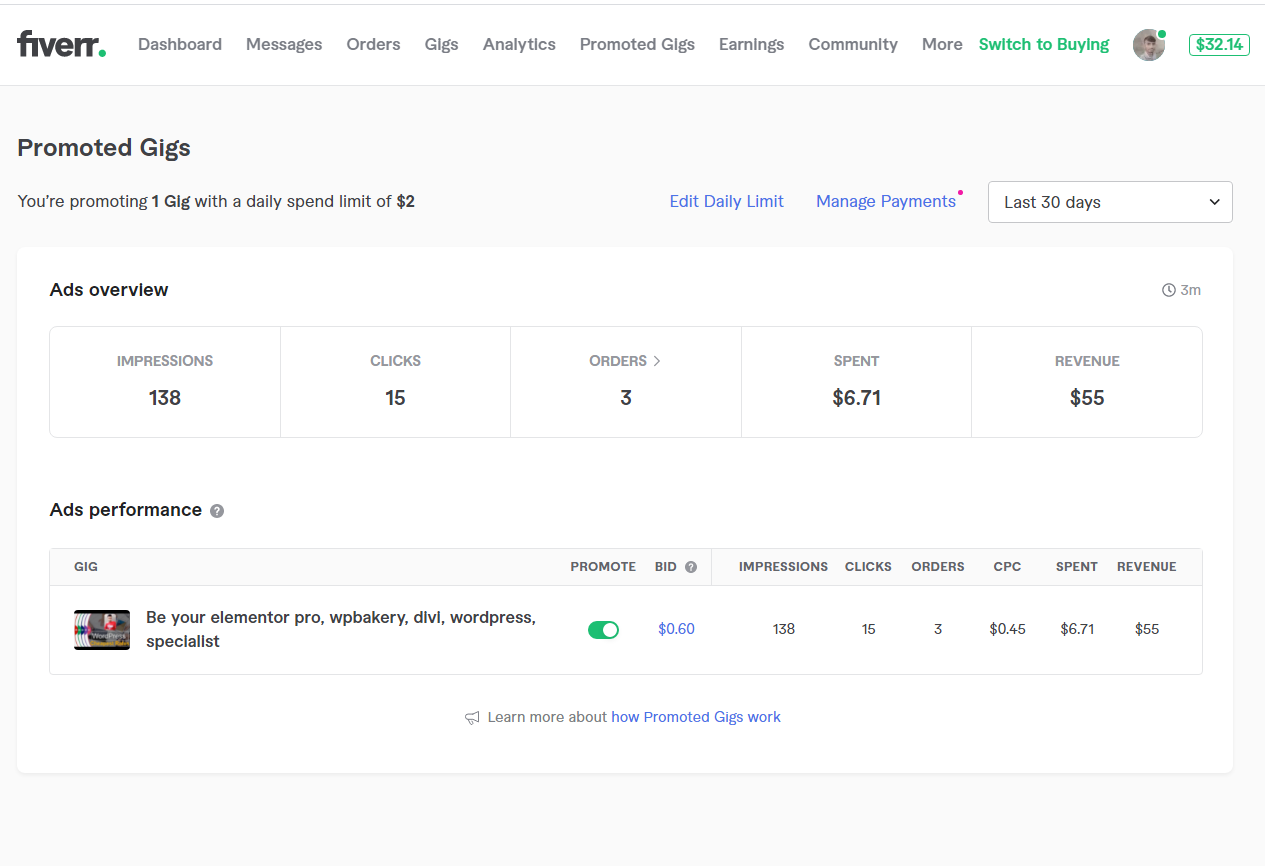 fiverr.
Dashboard Messages Orders Gigs Analytics Promoted Gigs Earnings Community More Switch to Buying $32.14
Promoted Gigs
You're promoting 1 Gig with a daily spend limit of $2 Edit Daily Limit Manage Payments Last 30 days
Ads overview 3m
IMPRESSIONS CLICKS ORDERS SPENT REVENUE
138 15 3 $6.71 $55
Ads performance ?
GIG PROMOTE BID ? IMPRESSIONS CLICKS ORDERS CPC SPENT REVENUE
WordPress
Be your elementor pro, wpbakery, divi, wordpress,
specialist
$0.60 138 15 3 $0.45 $6.71 $55
Learn more about how Promoted Gigs work